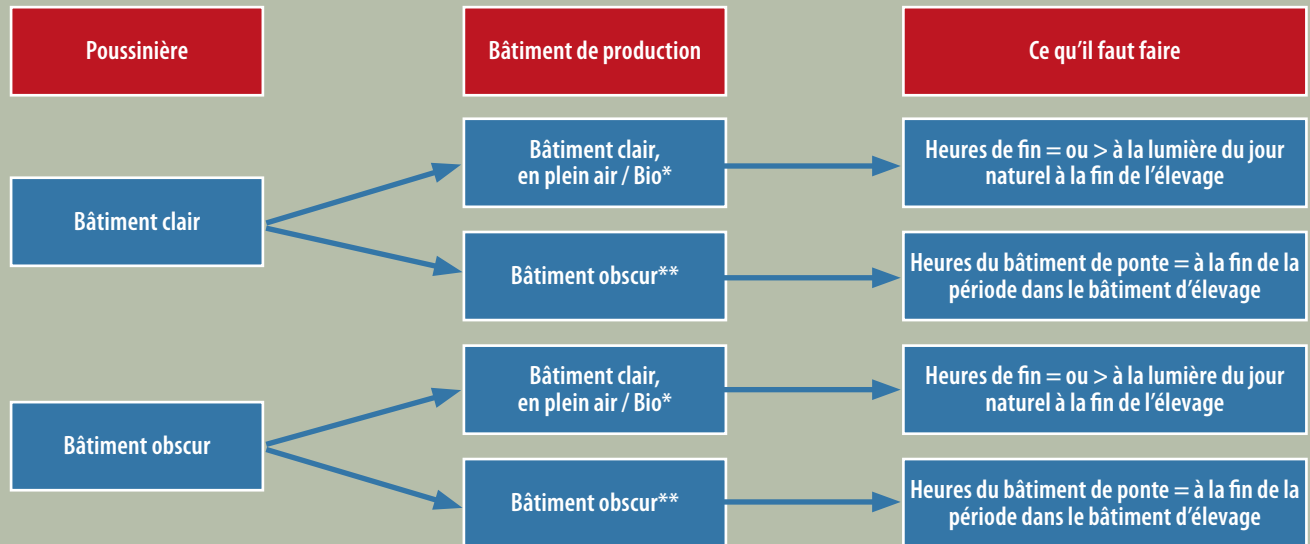 Poussinière
Bâtiment de production
Ce qu'il faut faire
Bâtiment clair
Bâtiment clair,
en plein air / Bio*
Heures de fin = ou > à la lumière du jour
naturel à la fin de l'élevage
Bâtiment obscur**
Heures du bâtiment de ponte = à la fin de la
période dans le bâtiment d'élevage
Bâtiment obscur
Bâtiment clair,
en plein air / Bio*
Heures de fin = ou > à la lumière du jour
naturel à la fin de l'élevage
Bâtiment obscur**
Heures du bâtiment de ponte = à la fin de la
période dans le bâtiment d'élevage